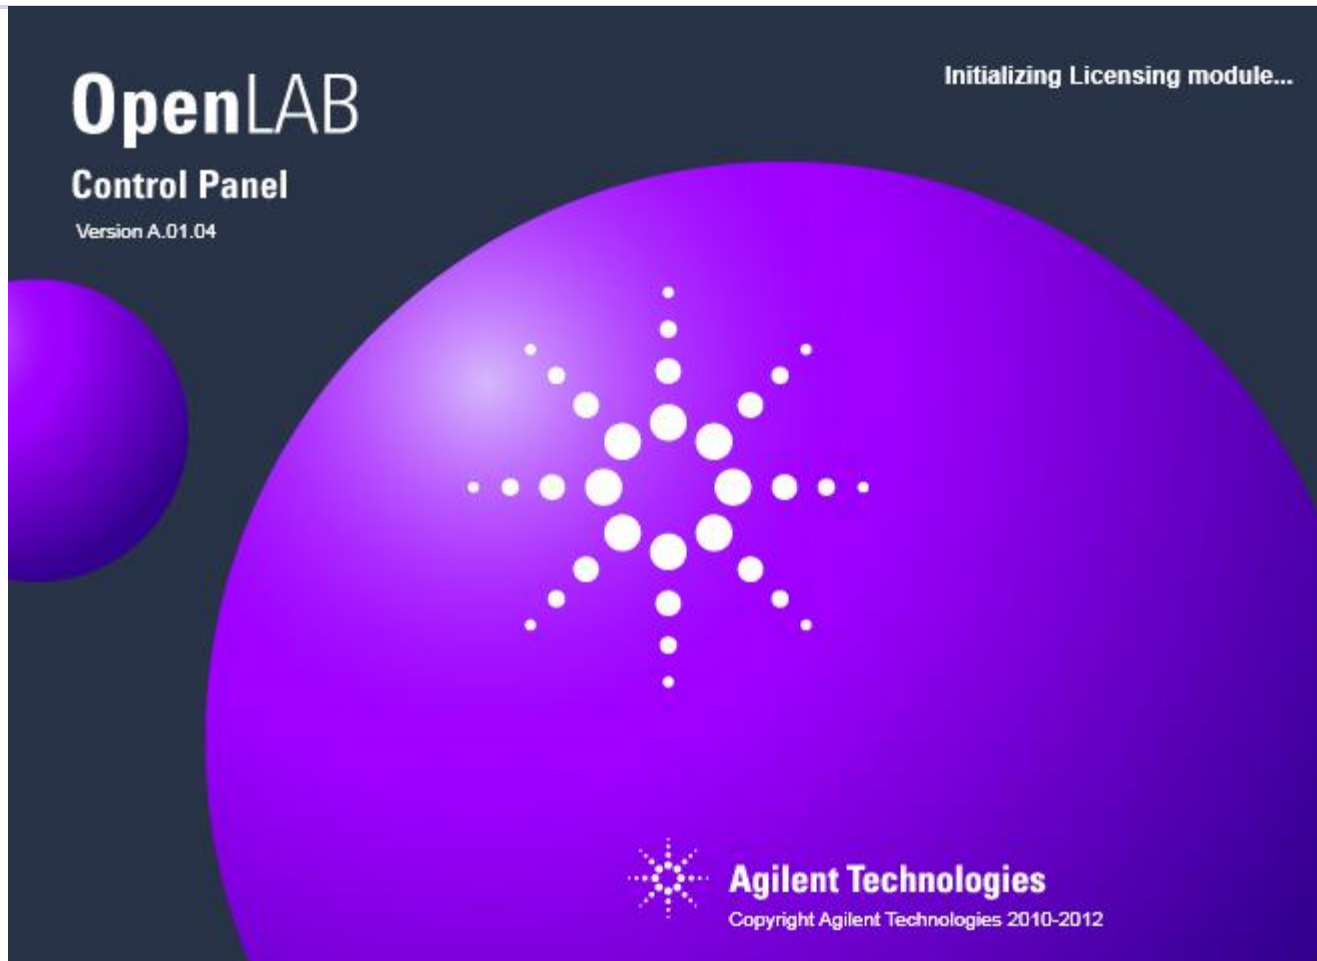 OpenLAB
Initializing Licensing module...
Control Panel
Version A.01.04
Agilent Technologies
Copyright Agilent Technologies 2010-2012